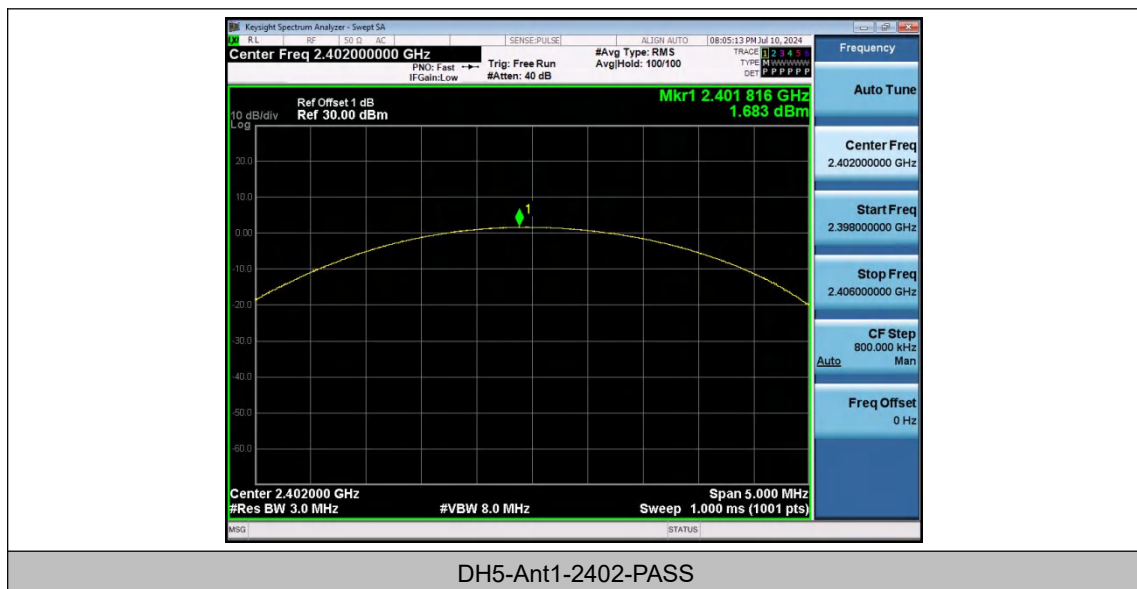 Keysight Spectrum Analyzer - Swept SA
RL RF 50 Ω AC SENSE:PULSE ALIGN AUTO 08:05:13 PM Jul 10, 2024
Center Freq 2.402000000 GHz
PNO: Fast
IFGain:Low
Trig: Free Run
#Atten: 40 dB
#Avg Type: RMS
Avg|Hold: 100/100
TRACE 1 2 3 4 5 6
TYPE M WWWWW
DET P P P P P P
Frequency
Auto Tune
Center Freq
2.402000000 GHz
Start Freq
2.398000000 GHz
Stop Freq
2.406000000 GHz
CF Step
800.000 kHz
Auto Man
Freq Offset
0 Hz
Mkr1 2.401 816 GHz
1.683 dBm
Ref Offset 1 dB
10 dB/div Ref 30.00 dBm
Log
20.0
10.0
0.00
-10.0
-20.0
-30.0
-40.0
-50.0
-60.0
1
Center 2.402000 GHz Span 5.000 MHz
#Res BW 3.0 MHz #VBW 8.0 MHz Sweep 1.000 ms (1001 pts)
MSG STATUS
DH5-Ant1-2402-PASS